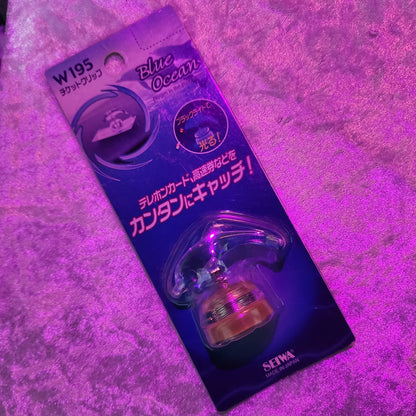 W195
チケットクリップ
Blue
Ocean
ブラックライトで
光る!
テレホンカード、高速券などを
カンタンにキャッチ!
SEIWA
MADE IN JAPAN